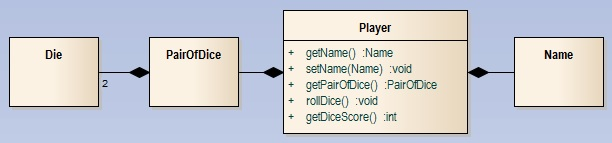 Die
2
PairOfDice
Player
+ getName() :Name
+ setName(Name) :void
+ getPairOfDice() :PairOfDice
+ rollDice() :void
+ getDiceScore() :int
Name